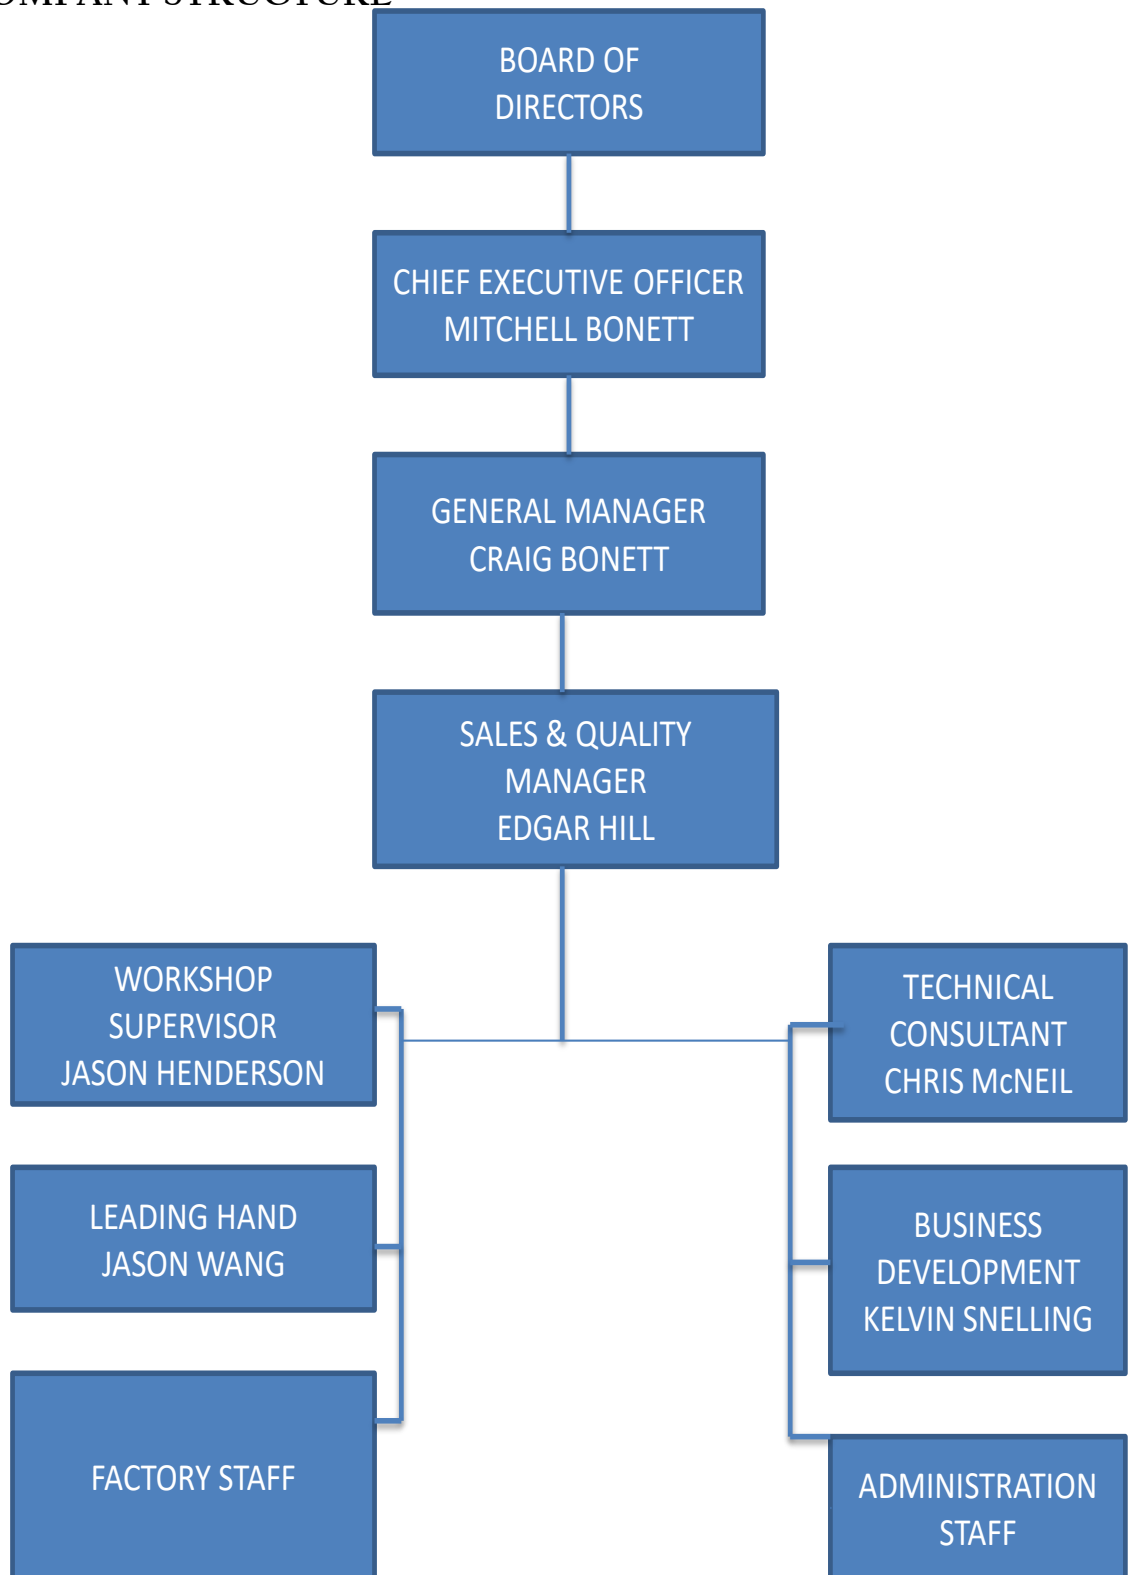 BOARD OF
DIRECTORS
CHIEF EXECUTIVE OFFICER
MITCHELL BONETT
GENERAL MANAGER
CRAIG BONETT
SALES & QUALITY
MANAGER
EDGAR HILL
WORKSHOP
SUPERVISOR
JASON HENDERSON
LEADING HAND
JASON WANG
FACTORY STAFF
TECHNICAL
CONSULTANT
CHRIS McNEIL
BUSINESS
DEVELOPMENT
KELVIN SNELLING
ADMINISTRATION
STAFF